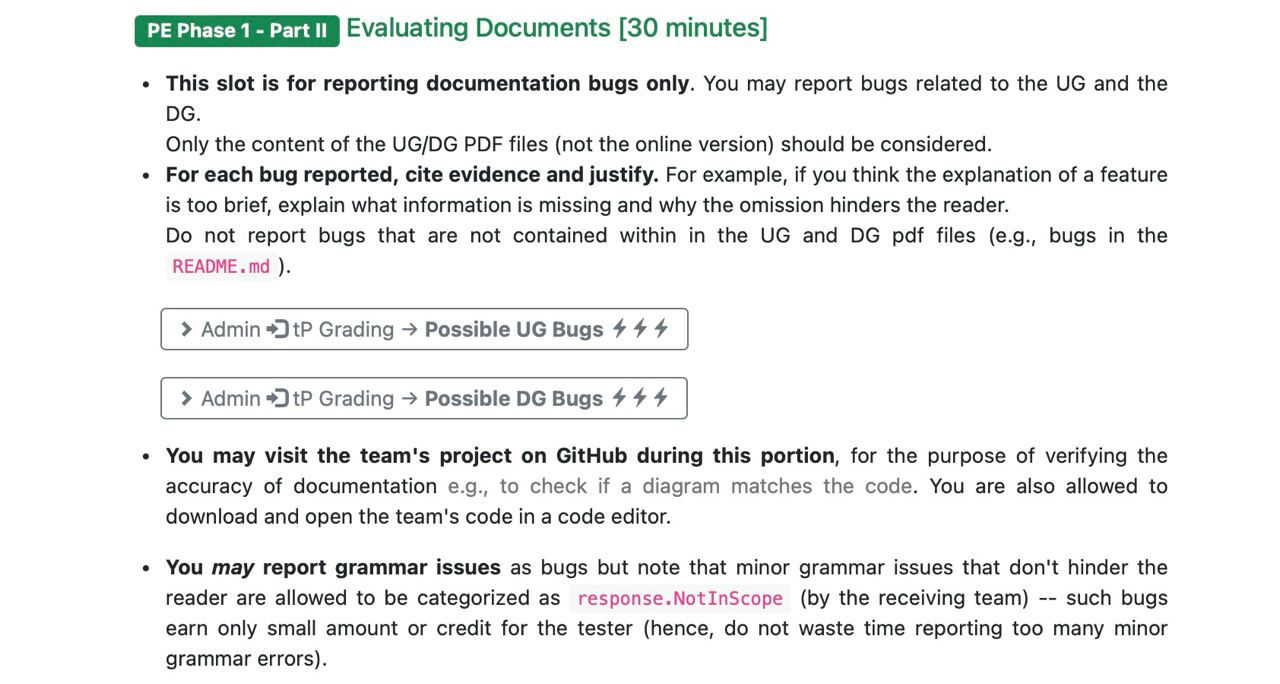 PE Phase 1 - Part II Evaluating Documents [30 minutes]
• This slot is for reporting documentation bugs only. You may report bugs related to the UG and the
DG.
Only the content of the UG/DG PDF files (not the online version) should be considered.
• For each bug reported, cite evidence and justify. For example, if you think the explanation of a feature
is too brief, explain what information is missing and why the omission hinders the reader.
Do not report bugs that are not contained within in the UG and DG pdf files (e.g., bugs in the
README.md ).
Admin tP Grading → Possible UG Bugs
Admin tP Grading → Possible DG Bugs
• You may visit the team's project on GitHub during this portion, for the purpose of verifying the
accuracy of documentation e.g., to check if a diagram matches the code. You are also allowed to
download and open the team's code in a code editor.
• You may report grammar issues as bugs but note that minor grammar issues that don't hinder the
reader are allowed to be categorized as response.NotInScope (by the receiving team) -- such bugs
earn only small amount or credit for the tester (hence, do not waste time reporting too many minor
grammar errors).